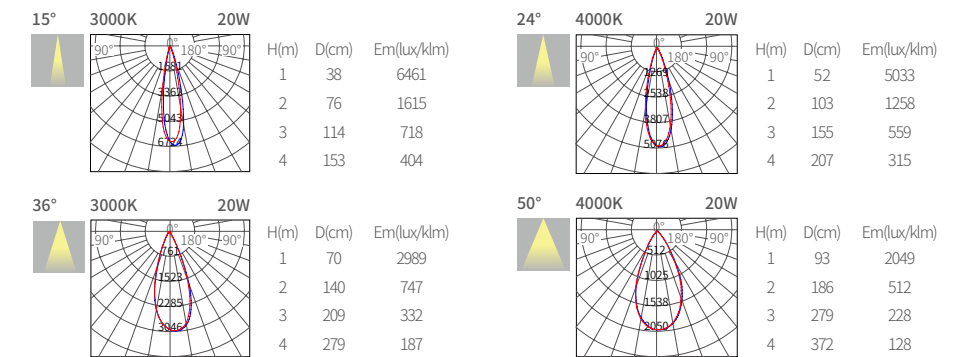 15° 3000K 20W
-90° 0° 180° 90°
1681
3362
5043
6724
H(m) D(cm) Em(lux/klm)
1 38 6461
2 76 1615
3 114 718
4 153 404
24° 4000K 20W
-90° 0° 180° 90°
1269
2538
3807
5076
H(m) D(cm) Em(lux/klm)
1 52 5033
2 103 1258
3 155 559
4 207 315
36° 3000K 20W
-90° 0° 180° 90°
761
1523
2285
3046
H(m) D(cm) Em(lux/klm)
1 70 2989
2 140 747
3 209 332
4 279 187
50° 4000K 20W
-90° 0° 180° 90°
512
1025
1538
2050
H(m) D(cm) Em(lux/klm)
1 93 2049
2 186 512
3 279 228
4 372 128